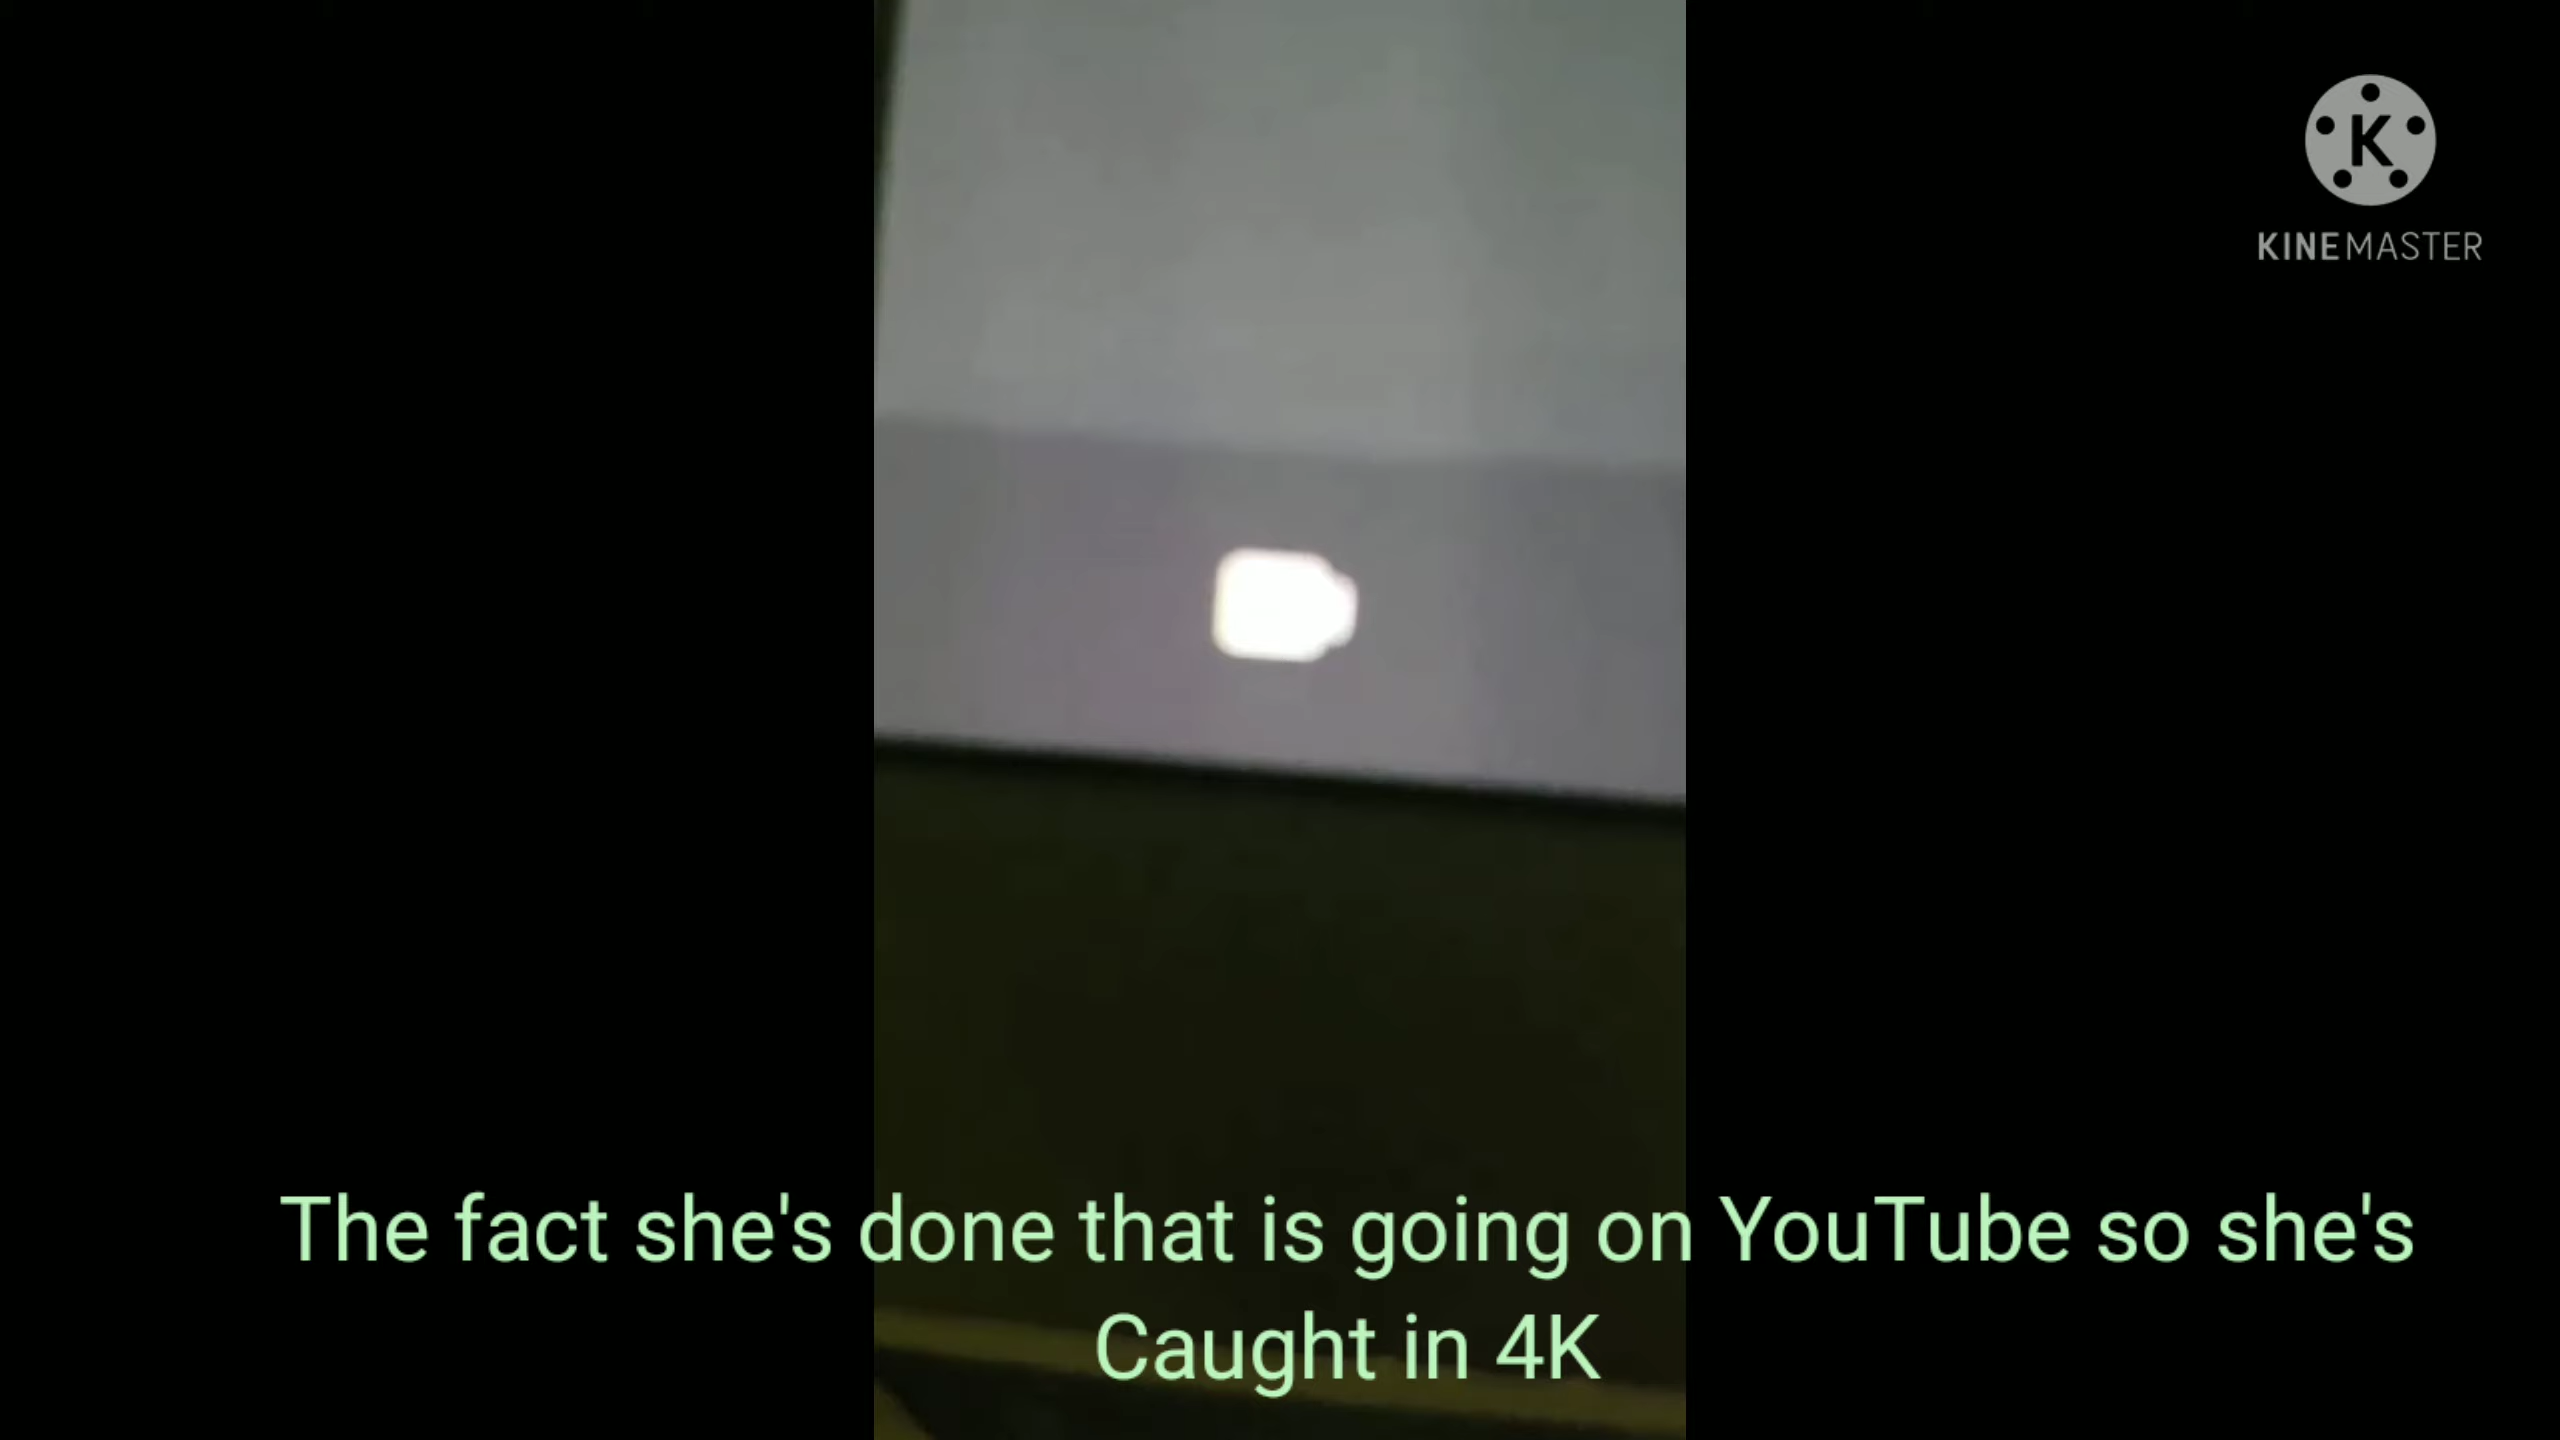 K
KINEMASTER
The fact she's done that is going on YouTube so she's
Caught in 4K